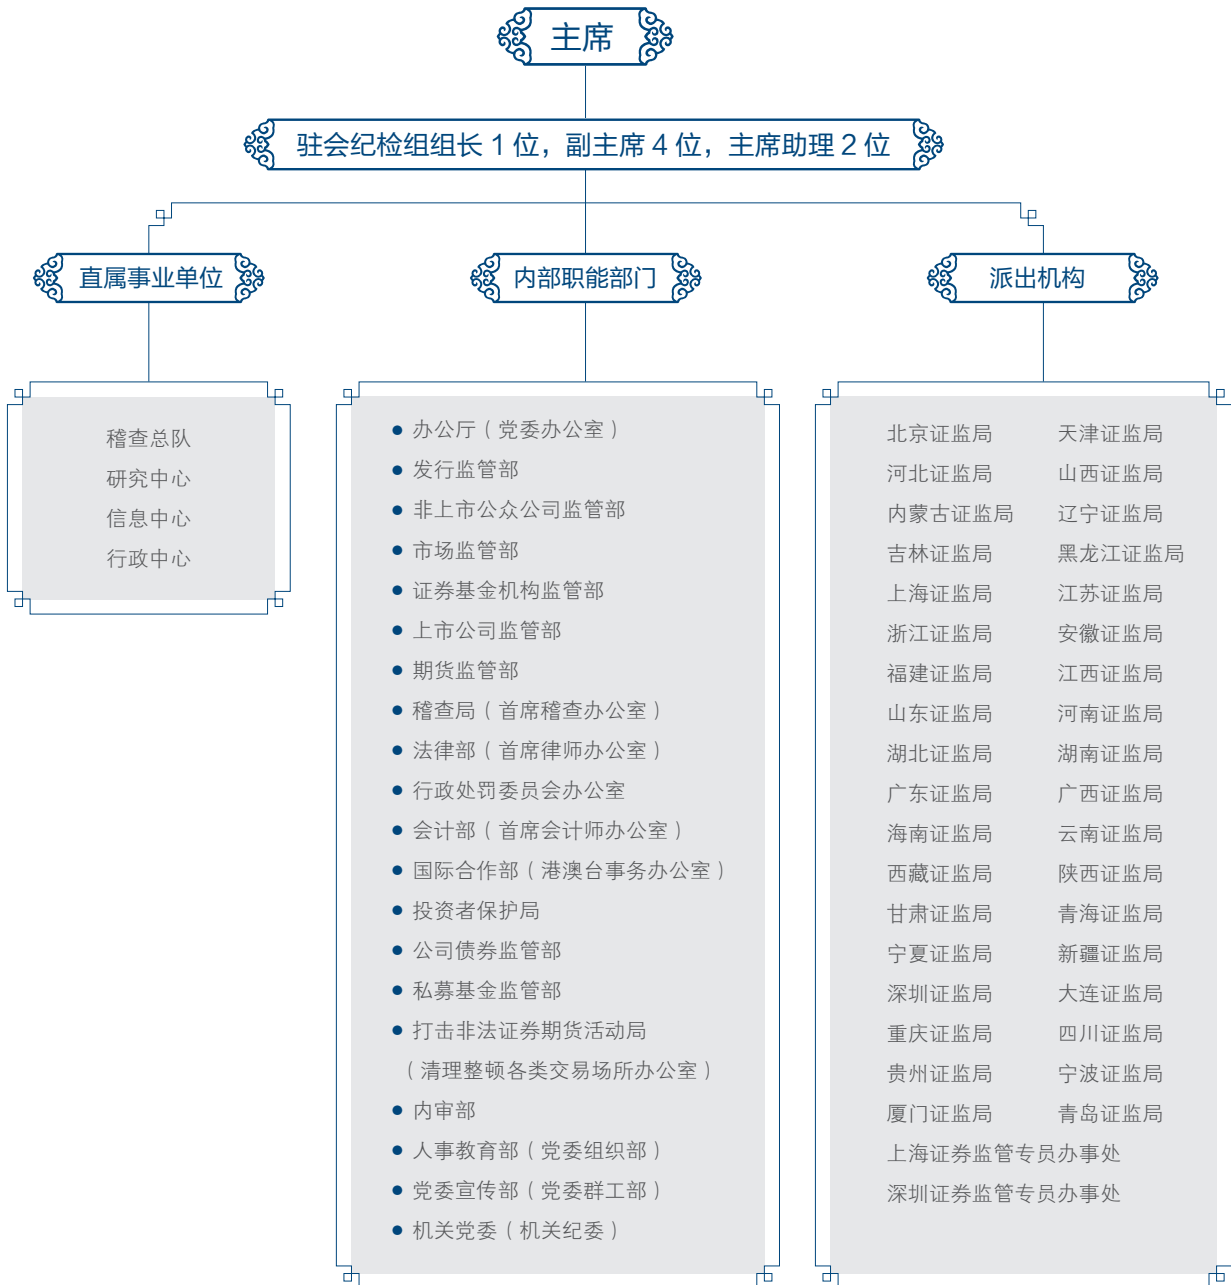 主席
驻会纪检组组长 1 位，副主席 4 位，主席助理 2 位
直属事业单位
稽查总队
研究中心
信息中心
行政中心
内部职能部门
办公厅（党委办公室）
发行监管部
非上市公众公司监管部
市场监管部
证券基金机构监管部
上市公司监管部
期货监管部
稽查局（首席稽查办公室）
法律部（首席律师办公室）
行政处罚委员会办公室
会计部（首席会计师办公室）
国际合作部（港澳台事务办公室）
投资者保护局
公司债券监管部
私募基金监管部
打击非法证券期货活动局
（清理整顿各类交易场所办公室）
内审部
人事教育部（党委组织部）
党委宣传部（党委群工部）
机关党委（机关纪委）
派出机构
北京证监局 天津证监局
河北证监局 山西证监局
内蒙古证监局 辽宁证监局
吉林证监局 黑龙江证监局
上海证监局 江苏证监局
浙江证监局 安徽证监局
福建证监局 江西证监局
山东证监局 河南证监局
湖北证监局 湖南证监局
广东证监局 广西证监局
海南证监局 云南证监局
西藏证监局 陕西证监局
甘肃证监局 青海证监局
宁夏证监局 新疆证监局
深圳证监局 大连证监局
重庆证监局 四川证监局
贵州证监局 宁波证监局
厦门证监局 青岛证监局
上海证券监管专员办事处
深圳证券监管专员办事处